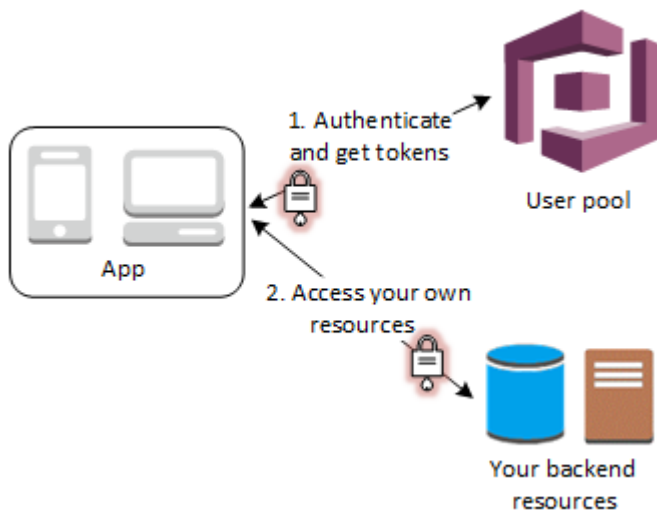 1. Authenticate
and get tokens
User pool
App
2. Access your own
resources
Your backend
resources